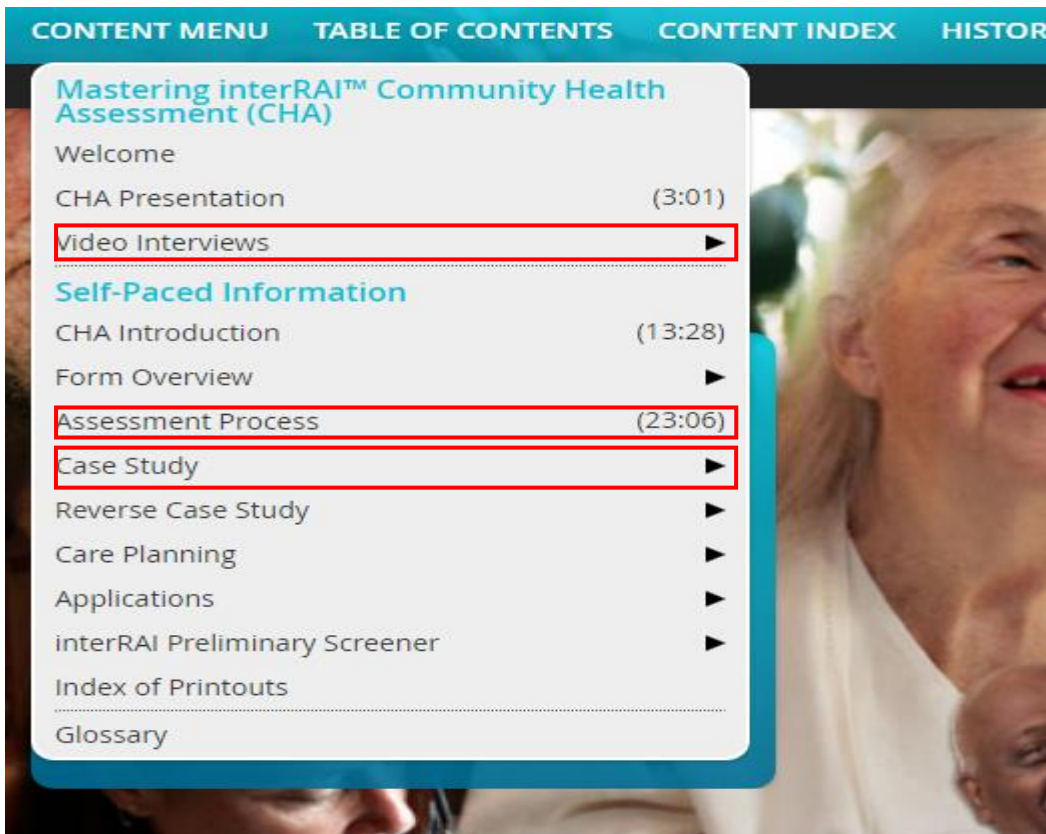 CONTENT MENU TABLE OF CONTENTS CONTENT INDEX HISTOR
Mastering interRAI™ Community Health
Assessment (CHA)
Welcome
CHA Presentation (3:01)
Video Interviews
Self-Paced Information
CHA Introduction (13:28)
Form Overview
Assessment Process (23:06)
Case Study
Reverse Case Study
Care Planning
Applications
interRAI Preliminary Screener
Index of Printouts
Glossary